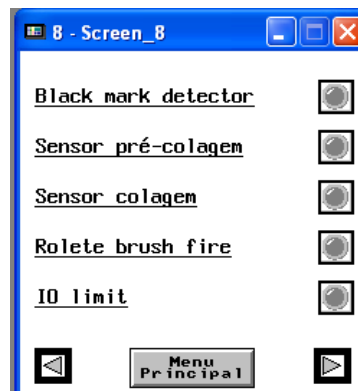 8 - Screen_8
Black mark detector
Sensor pré-colagem
Sensor colagem
Rolete brush fire
IO limit
Menu
Principal